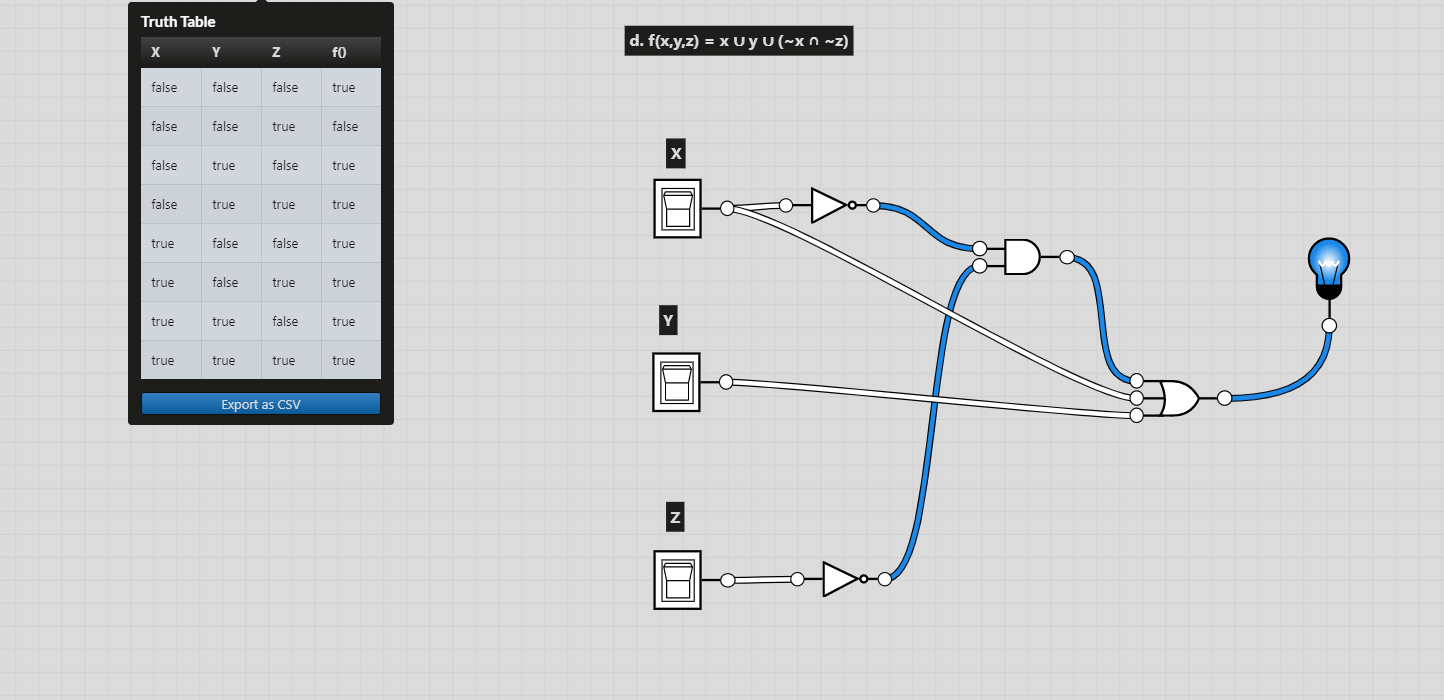 Truth Table
X Y Z f()
false false false true
false false true false
false true false true
false true true true
true false false true
true false true true
true true false true
true true true true
Export as CSV
d. f(x,y,z) = x ∪ y ∪ (~x ∩ ~z)
X
Y
Z